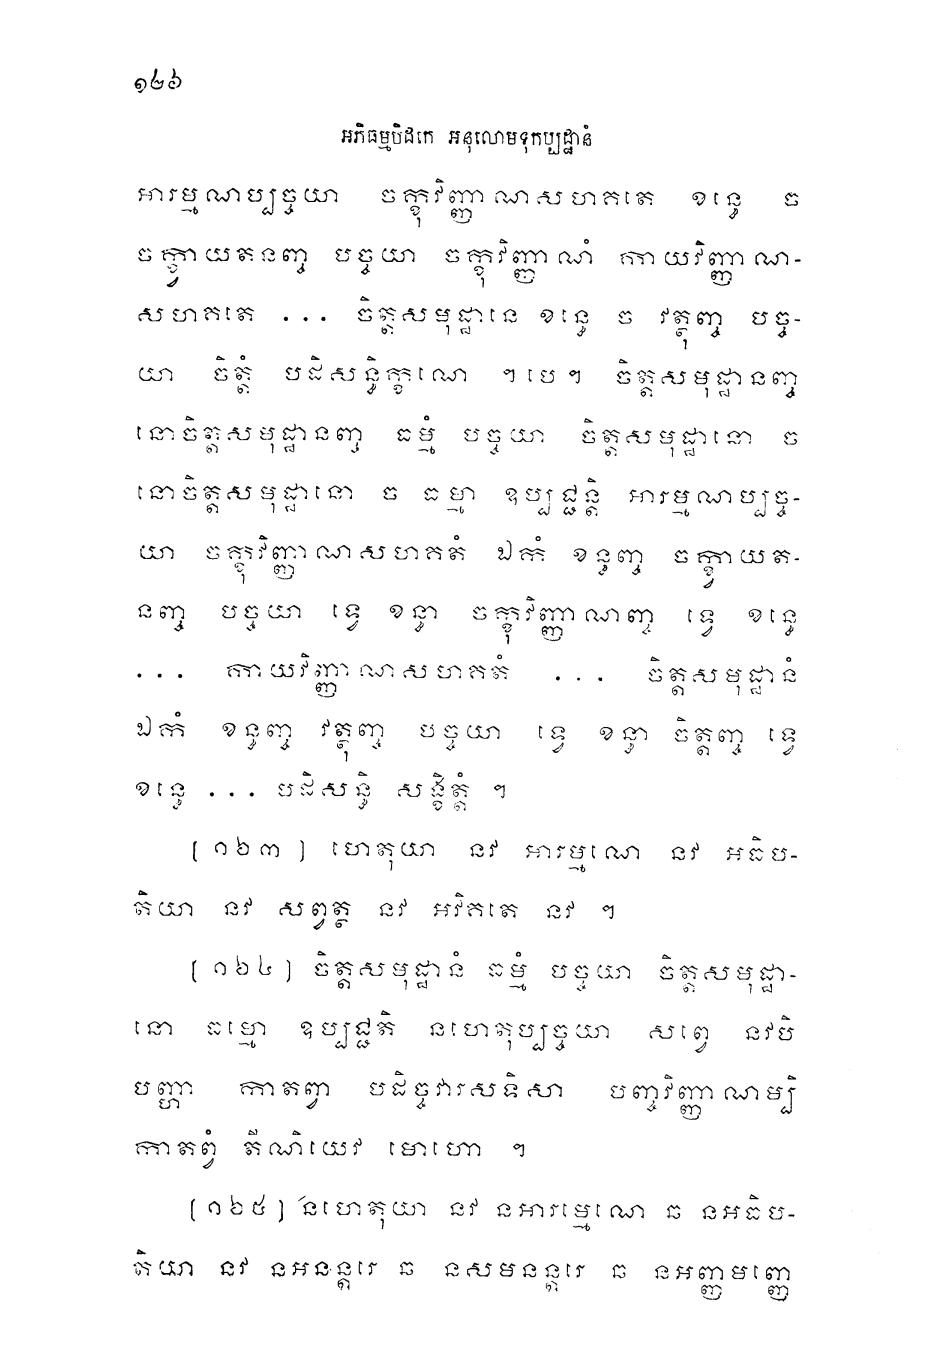 ១២៦
អភិធម្មបិដកេ អនុលោមទុកប្បដ្ឋានំ
អារម្មណប្បច្ចយា ចក្ខុវិញ្ញាណសហគតេ ខន្ធេ ច
ចក្ខ្វាយតនញ្ច បច្ចយា ចក្ខុវិញ្ញាណំ កាយវិញ្ញាណ-
សហគតេ ... ចិត្តសមុដ្ឋានេ ខន្ធេ ច វត្ថុញ្ច បច្ច-
យា ចិត្តំ បដិសន្ធិក្ខណេ ។បេ។ ចិត្តសមុដ្ឋានញ្ច
នោចិត្តសមុដ្ឋានញ្ច ធម្មំ បច្ចយា ចិត្តសមុដ្ឋានោ ច
នោចិត្តសមុដ្ឋានោ ច ធម្មា ឧប្បជ្ជន្តិ អារម្មណប្បច្ច-
យា ចក្ខុវិញ្ញាណសហគតំ ឯកំ ខន្ធញ្ច ចក្ខ្វាយត-
នញ្ច បច្ចយា ទ្វេ ខន្ធា ចក្ខុវិញ្ញាណញ្ច ទ្វេ ខន្ធេ
... កាយវិញ្ញាណសហគតំ ... ចិត្តសមុដ្ឋានំ
ឯកំ ខន្ធញ្ច វត្ថុញ្ច បច្ចយា ទ្វេ ខន្ធា ចិត្តញ្ច ទ្វេ
ខន្ធេ ... បដិសន្ធិ សង្ខិត្តំ ។
[១៦៣] ហេតុយា នវ អារម្មណេ នវ អធិប-
តិយា នវ សព្វត្ថ នវ អវិគតេ នវ ។
[១៦៤] ចិត្តសមុដ្ឋានំ ធម្មំ បច្ចយា ចិត្តសមុដ្ឋា-
នោ ធម្មោ ឧប្បជ្ជតិ នហេតុប្បច្ចយា សព្វេ នវបិ
បញ្ហា កាតព្វា បដិច្ចវារសទិសា បញ្ចវិញ្ញាណម្បិ
កាតព្វំ តីណិយេវ មោហោ ។
[១៦៥] នហេតុយា នវ នអារម្មណេ ធ នអធិប-
តិយា នវ នអនន្តរេ ធ នសមនន្តរេ ធ នអញ្ញមញ្ញេ